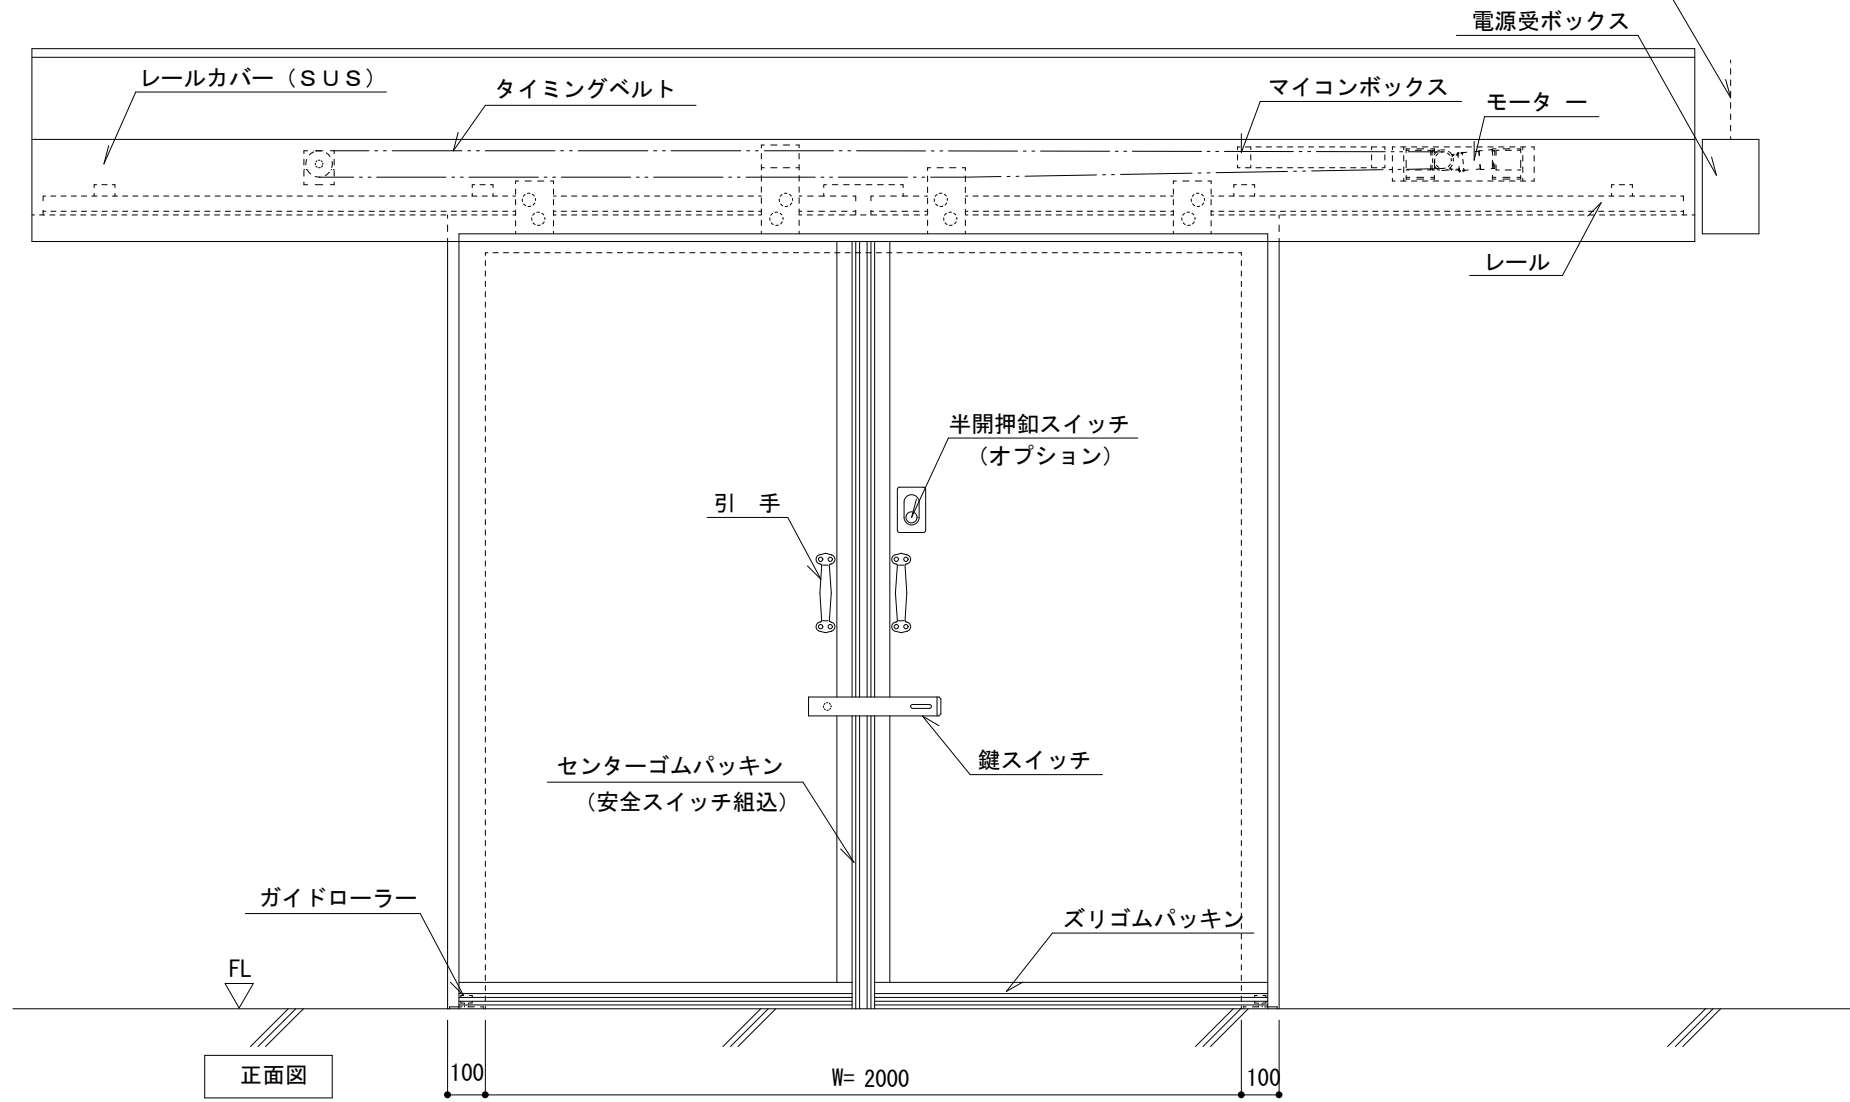 電源受ボックス
レールカバー（ＳＵＳ）
タイミングベルト
マイコンボックス
モータ ー
レール
半開押釦スイッチ
（オプション）
引　手
鍵スイッチ
センターゴムパッキン
（安全スイッチ組込）
ガイドローラー
ズリゴムパッキン
FL
正面図
100
W= 2000
100